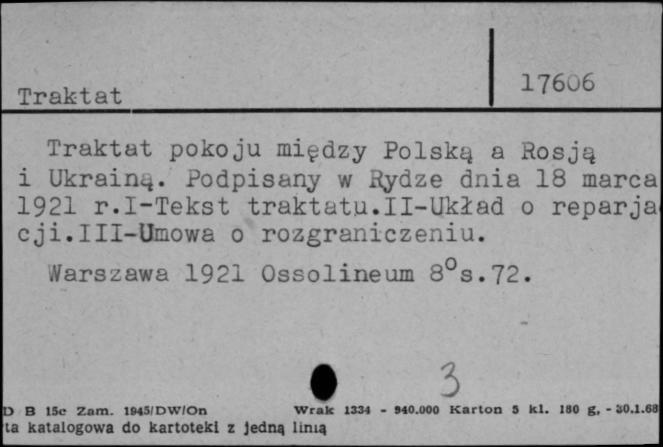 Traktat
17606
Traktat pokoju między Polską a Rosją
i Ukrainą. Podpisany w Rydze dnia 18 marca
1921 r.I-Tekst traktatu.II-Układ o reparja
cji.III-Umowa o rozgraniczeniu.
Warszawa 1921 Ossolineum 8°s.72.
3
D B 15c Zam. 1945/DW/On Wrak 1334 - 940.000 Karton 5 kl. 180 g, - 30.1.68
ta katalogowa do kartoteki z jedną linią